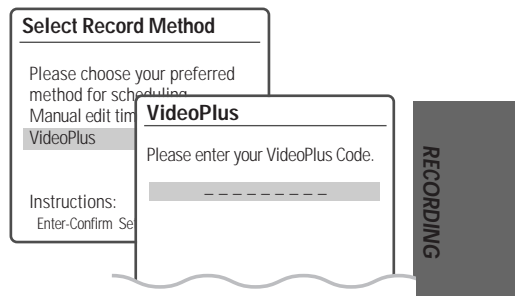 Select Record Method
Please choose your preferred
method for scheduling
Manual edit tim
VideoPlus
Instructions:
Enter-Confirm Se
VideoPlus
Please enter your VideoPlus Code.
_ _ _ _ _ _ _ _ _
RECORDING